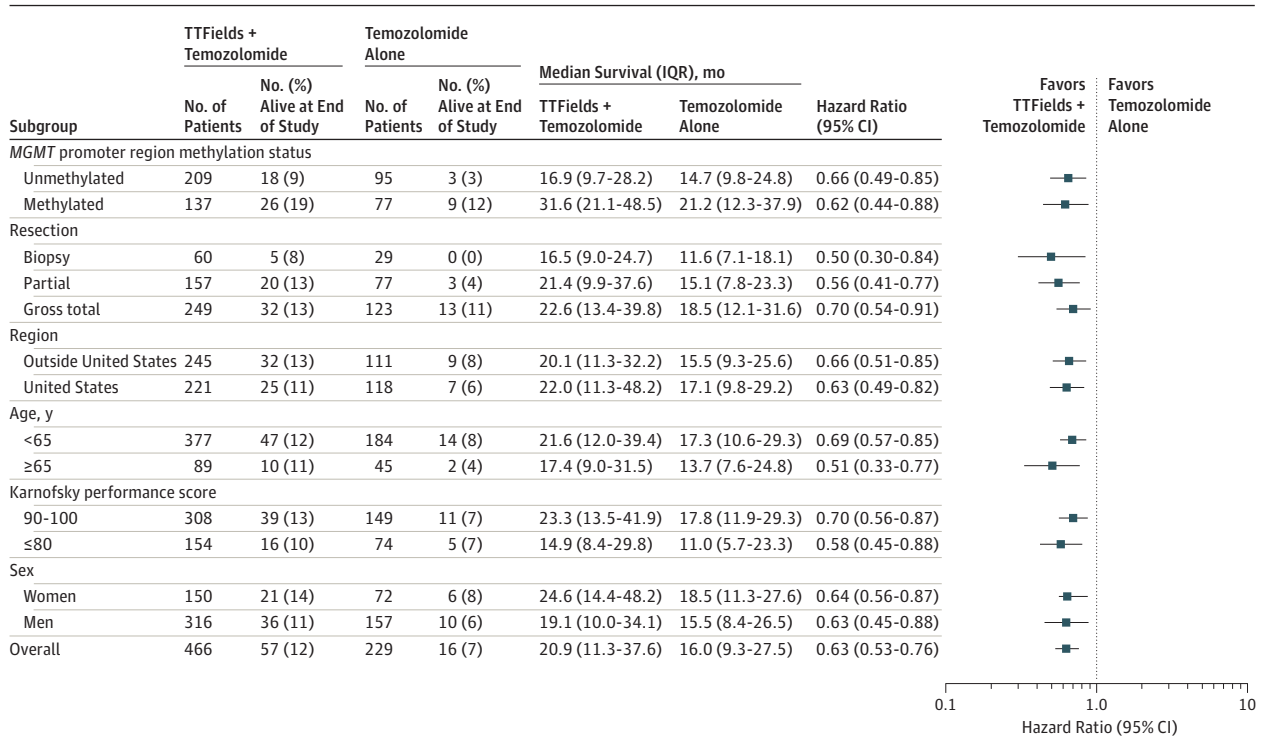 TTFields + Temozolomide
Temozolomide Alone
Median Survival (IQR), mo
Subgroup No. of Patients No. (%) Alive at End of Study No. of Patients No. (%) Alive at End of Study TTFields + Temozolomide Temozolomide Alone Hazard Ratio (95% CI) Favors TTFields + Temozolomide Favors Temozolomide Alone
MGMT promoter region methylation status
Unmethylated 209 18 (9) 95 3 (3) 16.9 (9.7-28.2) 14.7 (9.8-24.8) 0.66 (0.49-0.85)
Methylated 137 26 (19) 77 9 (12) 31.6 (21.1-48.5) 21.2 (12.3-37.9) 0.62 (0.44-0.88)
Resection
Biopsy 60 5 (8) 29 0 (0) 16.5 (9.0-24.7) 11.6 (7.1-18.1) 0.50 (0.30-0.84)
Partial 157 20 (13) 77 3 (4) 21.4 (9.9-37.6) 15.1 (7.8-23.3) 0.56 (0.41-0.77)
Gross total 249 32 (13) 123 13 (11) 22.6 (13.4-39.8) 18.5 (12.1-31.6) 0.70 (0.54-0.91)
Region
Outside United States 245 32 (13) 111 9 (8) 20.1 (11.3-32.2) 15.5 (9.3-25.6) 0.66 (0.51-0.85)
United States 221 25 (11) 118 7 (6) 22.0 (11.3-48.2) 17.1 (9.8-29.2) 0.63 (0.49-0.82)
Age, y
<65 377 47 (12) 184 14 (8) 21.6 (12.0-39.4) 17.3 (10.6-29.3) 0.69 (0.57-0.85)
≥65 89 10 (11) 45 2 (4) 17.4 (9.0-31.5) 13.7 (7.6-24.8) 0.51 (0.33-0.77)
Karnofsky performance score
90-100 308 39 (13) 149 11 (7) 23.3 (13.5-41.9) 17.8 (11.9-29.3) 0.70 (0.56-0.87)
≤80 154 16 (10) 74 5 (7) 14.9 (8.4-29.8) 11.0 (5.7-23.3) 0.58 (0.45-0.88)
Sex
Women 150 21 (14) 72 6 (8) 24.6 (14.4-48.2) 18.5 (11.3-27.6) 0.64 (0.56-0.87)
Men 316 36 (11) 157 10 (6) 19.1 (10.0-34.1) 15.5 (8.4-26.5) 0.63 (0.45-0.88)
Overall 466 57 (12) 229 16 (7) 20.9 (11.3-37.6) 16.0 (9.3-27.5) 0.63 (0.53-0.76)
0.1 1.0 10
Hazard Ratio (95% CI)